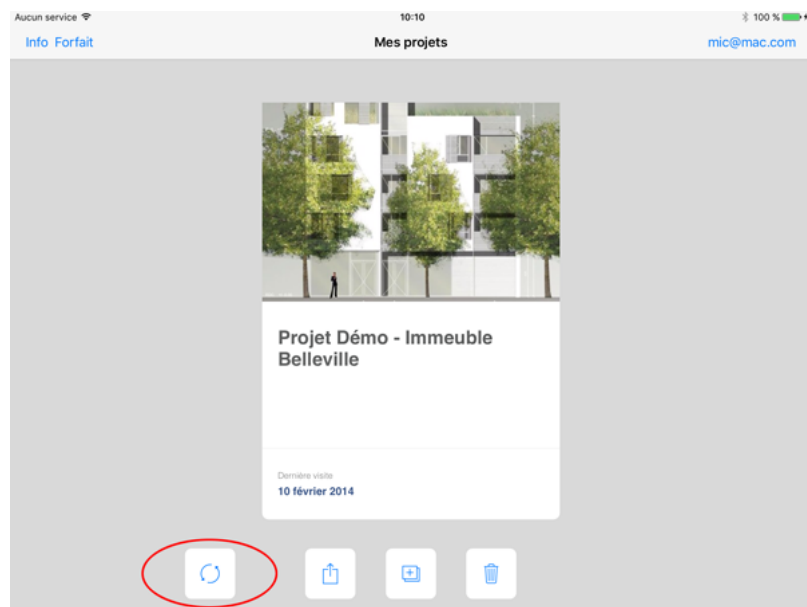 Aucun service
10:10
100 %
Info Forfait
Mes projets
mic@mac.com
Projet Démo - Immeuble
Belleville
Dernière visite
10 février 2014